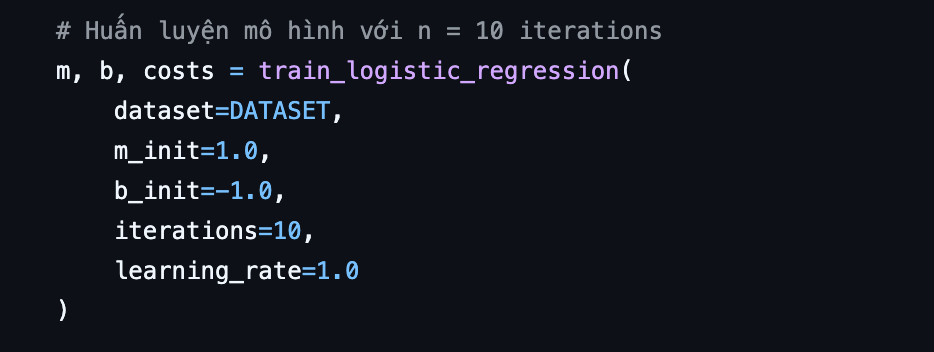 # Huấn luyện mô hình với n = 10 iterations
m, b, costs = train_logistic_regression(
    dataset=DATASET,
    m_init=1.0,
    b_init=-1.0,
    iterations=10,
    learning_rate=1.0
)